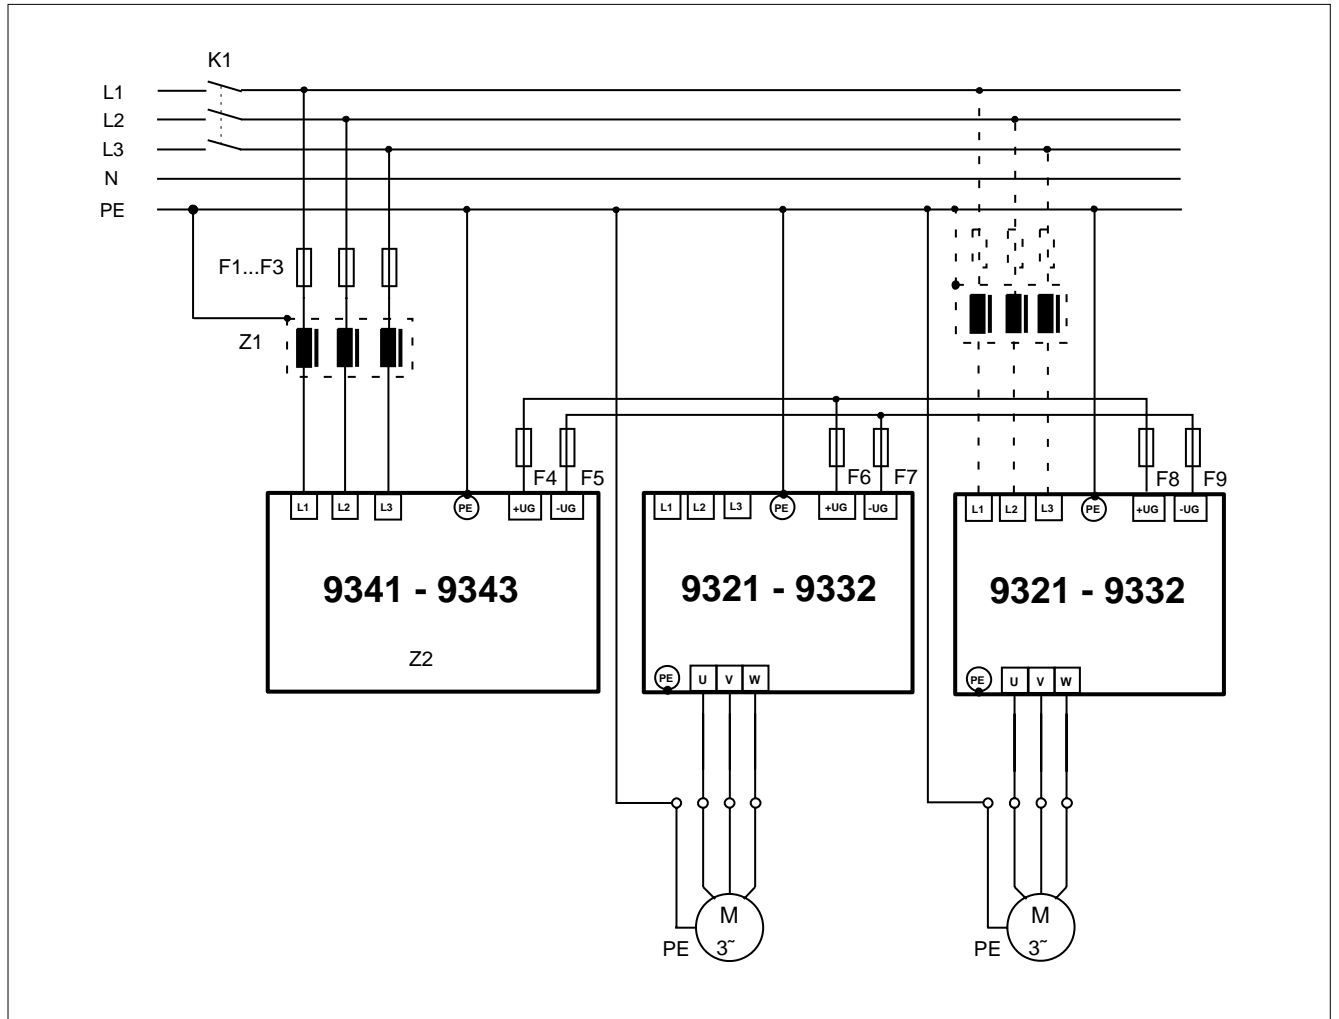 K1
L1
L2
L3
N
PE
F1...F3
Z1
F4 F5 F6 F7 F8 F9
L1 L2 L3 PE +UG -UG
L1 L2 L3 PE +UG -UG
L1 L2 L3 PE +UG -UG
9341 - 9343
9321 - 9332
9321 - 9332
Z2
PE U V W
PE U V W
M
3~
PE
M
3~
PE